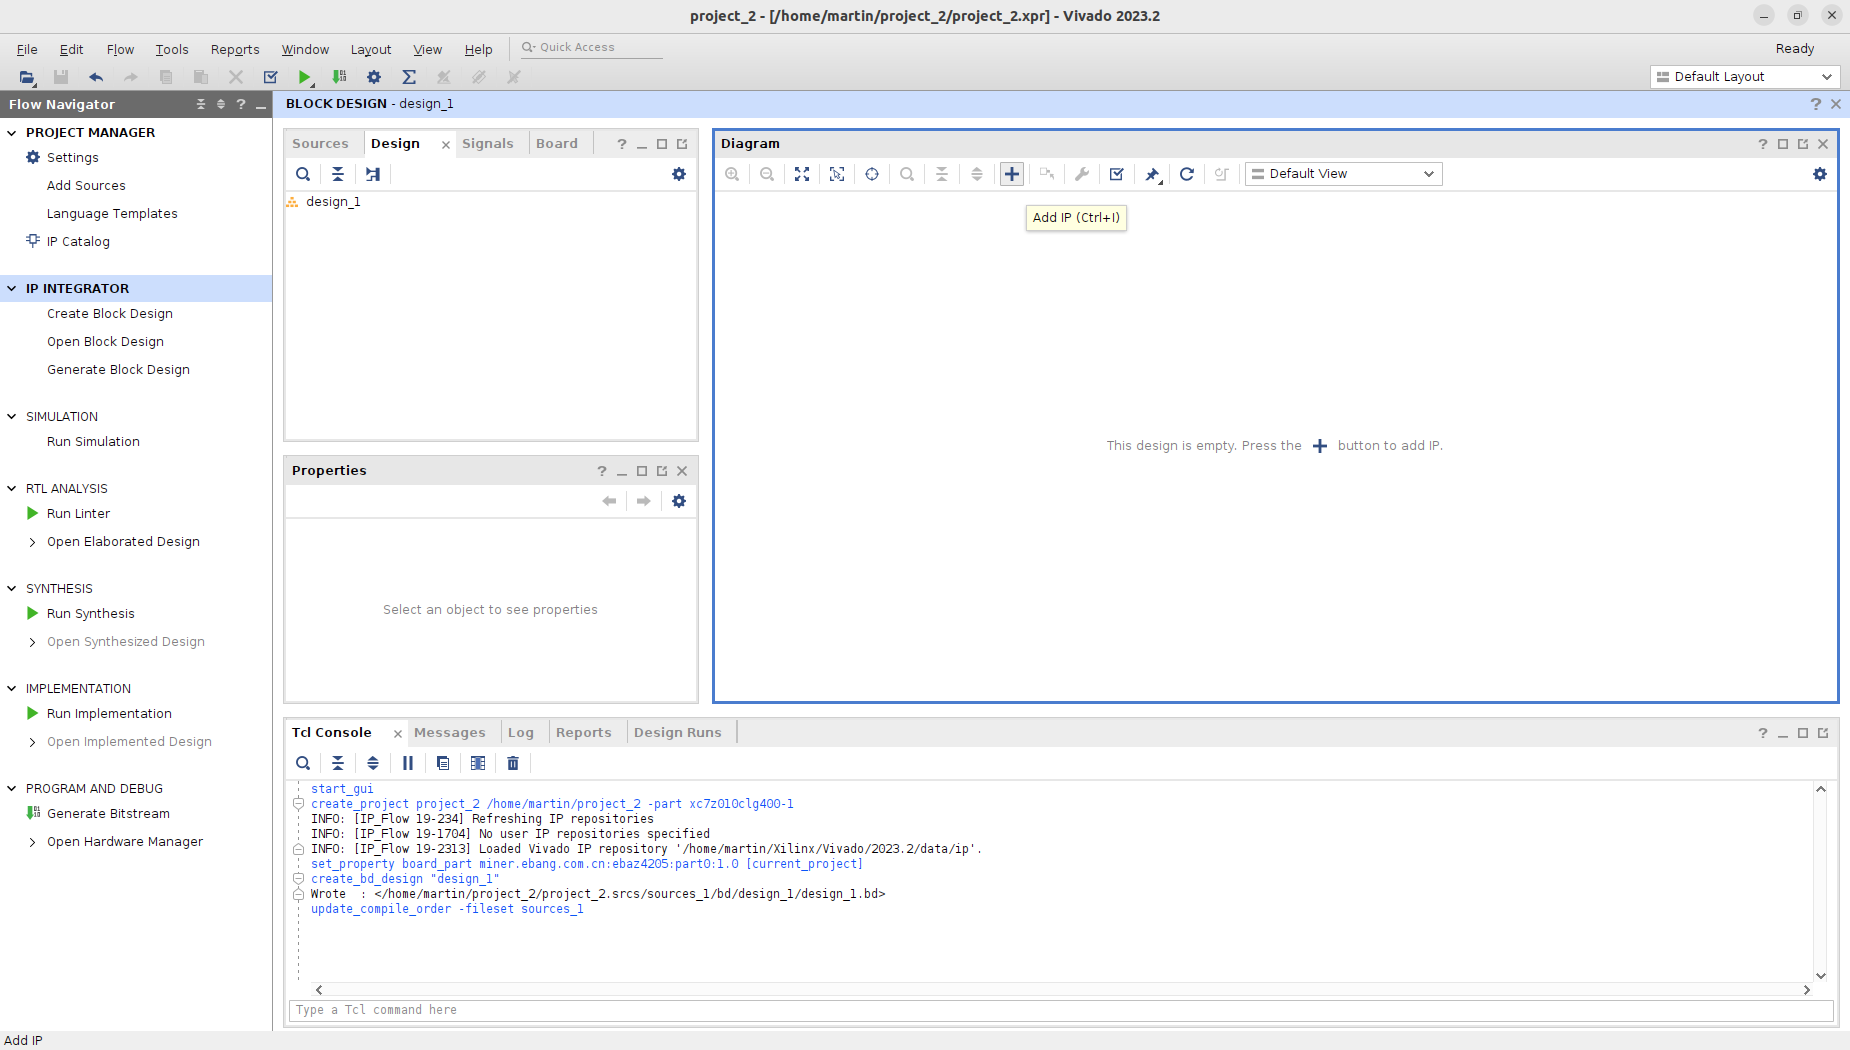 project_2 - [/home/martin/project_2/project_2.xpr] - Vivado 2023.2
File Edit Flow Tools Reports Window Layout View Help Quick Access Ready
Default Layout
Flow Navigator
PROJECT MANAGER
Settings
Add Sources
Language Templates
IP Catalog
IP INTEGRATOR
Create Block Design
Open Block Design
Generate Block Design
SIMULATION
Run Simulation
RTL ANALYSIS
Run Linter
Open Elaborated Design
SYNTHESIS
Run Synthesis
Open Synthesized Design
IMPLEMENTATION
Run Implementation
Open Implemented Design
PROGRAM AND DEBUG
Generate Bitstream
Open Hardware Manager
BLOCK DESIGN - design_1
Sources Design Signals Board
design_1
Properties
Select an object to see properties
Diagram
Default View
Add IP (Ctrl+I)
This design is empty. Press the + button to add IP.
Tcl Console Messages Log Reports Design Runs
start_gui
create_project project_2 /home/martin/project_2 -part xc7z010clg400-1
INFO: [IP_Flow 19-234] Refreshing IP repositories
INFO: [IP_Flow 19-1704] No user IP repositories specified
INFO: [IP_Flow 19-2313] Loaded Vivado IP repository '/home/martin/Xilinx/Vivado/2023.2/data/ip'.
set_property board_part miner.ebang.com.cn:ebaz4205:part0:1.0 [current_project]
create_bd_design "design_1"
Wrote  : </home/martin/project_2/project_2.srcs/sources_1/bd/design_1/design_1.bd>
update_compile_order -fileset sources_1
Type a Tcl command here
Add IP